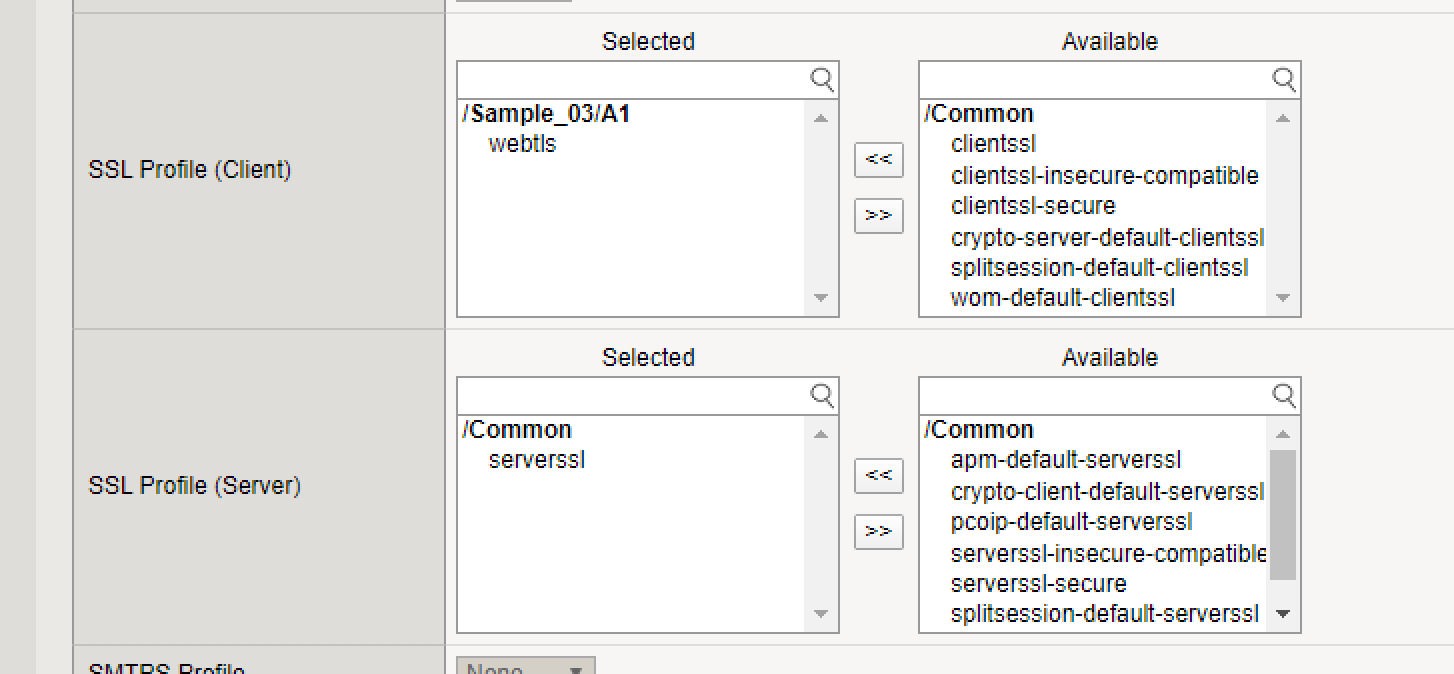 Selected Available
/Sample_03/A1
webtls
SSL Profile (Client)
<<
>>
/Common
clientssl
clientssl-insecure-compatible
clientssl-secure
crypto-server-default-clientssl
splitsession-default-clientssl
wom-default-clientssl
Selected Available
/Common
serverssl
SSL Profile (Server)
<<
>>
/Common
apm-default-serverssl
crypto-client-default-serverssl
pcoip-default-serverssl
serverssl-insecure-compatible
serverssl-secure
splitsession-default-serverssl
SMTPS Profile None